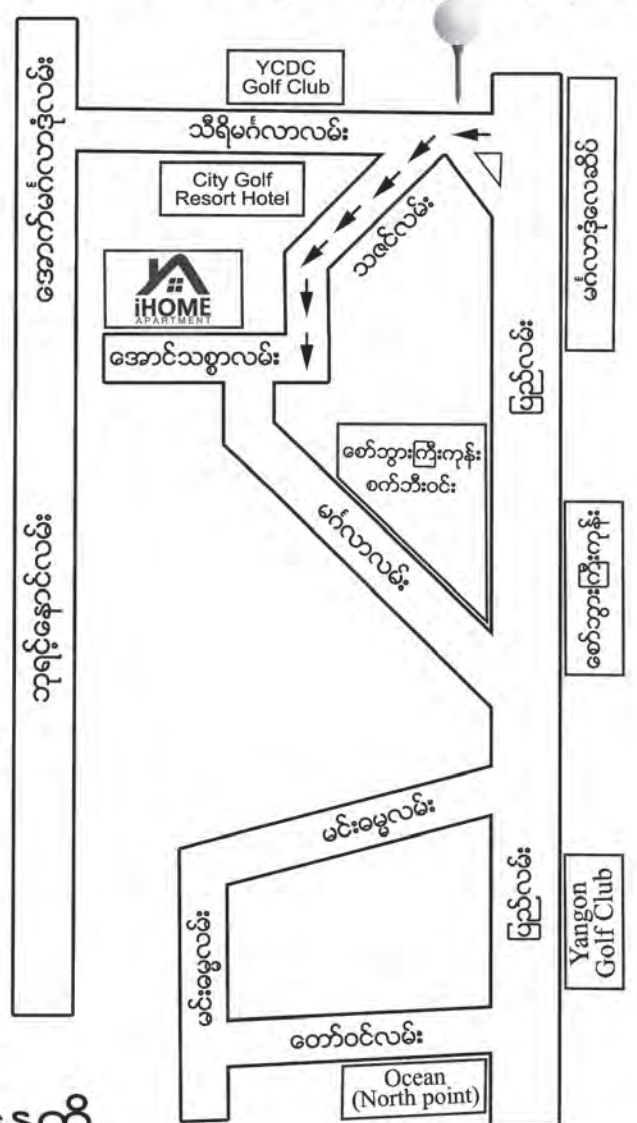 YCDC
Golf Club
သီရိမင်္ဂလာလမ်း
City Golf
Resort Hotel
အောက်မင်္ဂလာဒုံလမ်း
သဇင်လမ်း
မင်္ဂလာဒုံလေဆိပ်
iHOME
APARTMENT
အောင်သစ္စာလမ်း
ပြည်လမ်း
စော်ဘွားကြီးကုန်း
စက်ဘီးဝင်း
မင်္ဂလာလမ်း
စော်ဘွားကြီးကုန်း
ဘုရင့်နောင်လမ်း
မင်းဓမ္မလမ်း
ပြည်လမ်း
Yangon
Golf Club
မင်းဓမ္မလမ်း
တော်ဝင်လမ်း
Ocean
(North point)